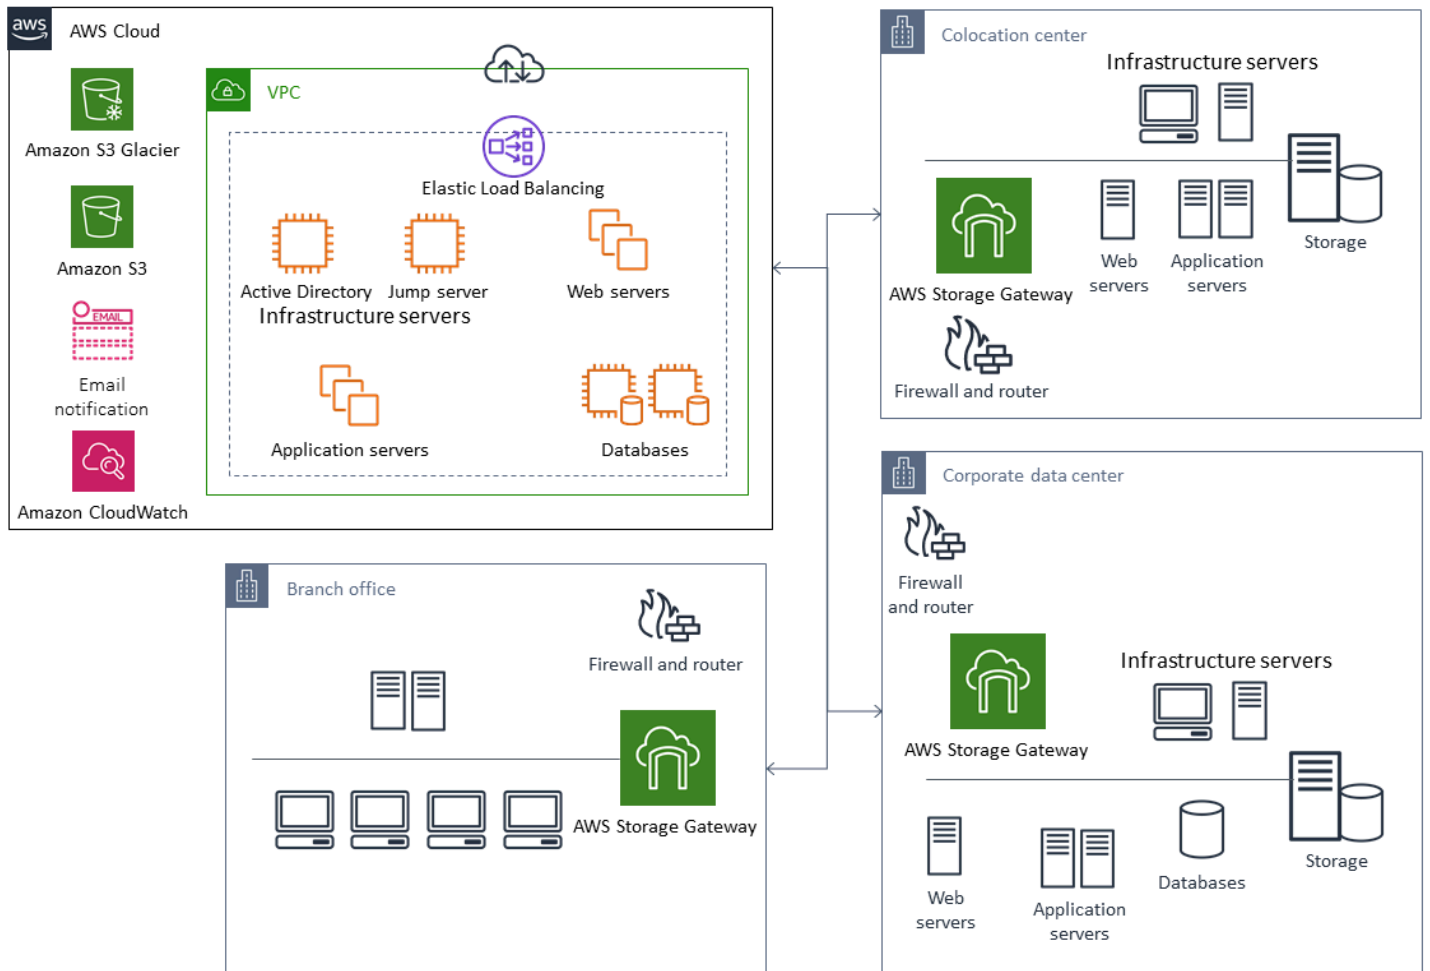 aws
AWS Cloud
Amazon S3 Glacier
Amazon S3
EMAIL
Email
notification
Amazon CloudWatch
VPC
Elastic Load Balancing
Active Directory
Jump server
Infrastructure servers
Web servers
Application servers
Databases
Colocation center
Infrastructure servers
AWS Storage Gateway
Web
servers
Application
servers
Storage
Firewall and router
Branch office
Firewall and router
AWS Storage Gateway
Corporate data center
Firewall
and router
AWS Storage Gateway
Infrastructure servers
Web
servers
Application
servers
Databases
Storage